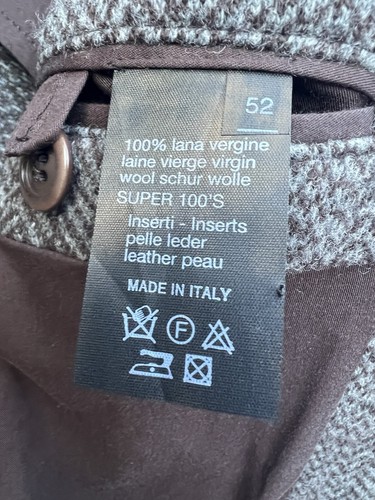 52
100% lana vergine
laine vierge virgin
wool schur wolle
SUPER 100'S
Inserti - Inserts
pelle leder
leather peau
MADE IN ITALY
F